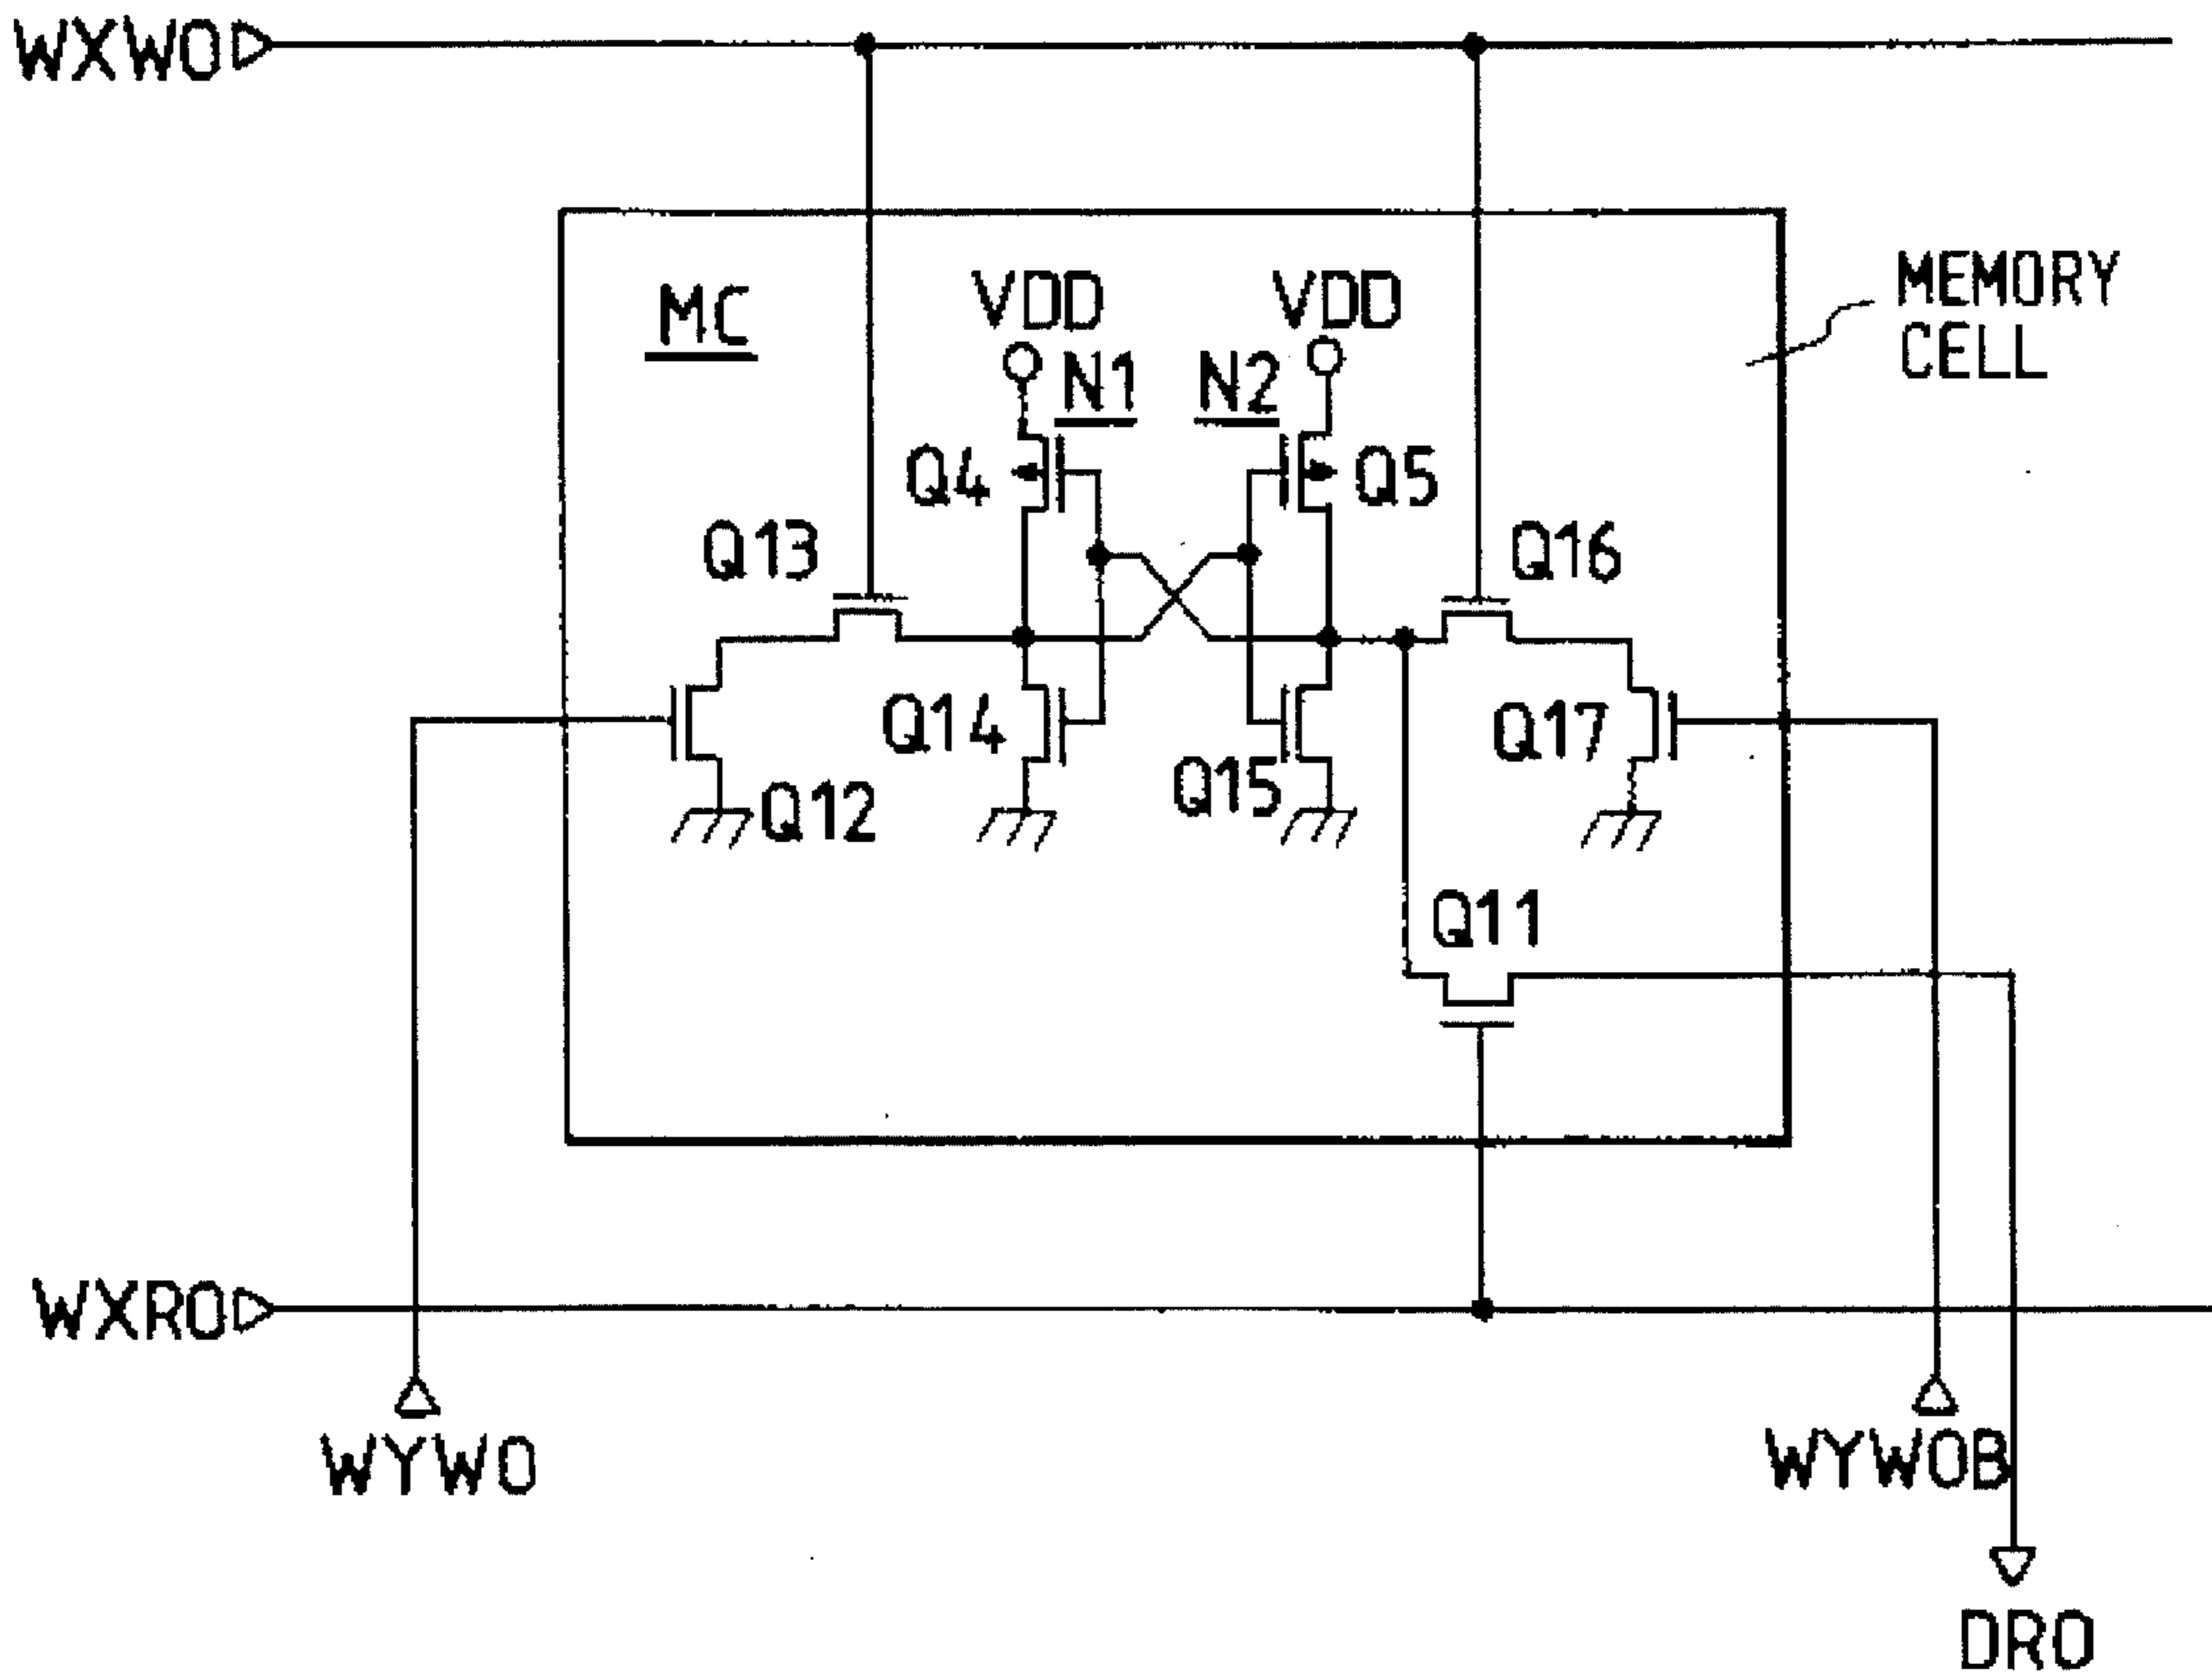 WXW0
MC
VDD
VDD
MEMORY
CELL
N1
N2
Q4
Q5
Q13
Q16
Q14
Q17
Q15
Q12
Q11
WXR0
WYW0
WYW0B
DR0